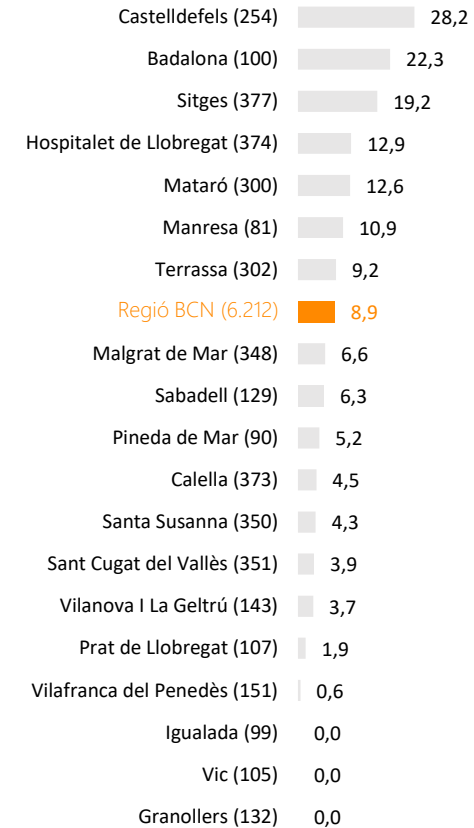 Castelldefels (254) 28,2
Badalona (100) 22,3
Sitges (377) 19,2
Hospitalet de Llobregat (374) 12,9
Mataró (300) 12,6
Manresa (81) 10,9
Terrassa (302) 9,2
Regió BCN (6.212) 8,9
Malgrat de Mar (348) 6,6
Sabadell (129) 6,3
Pineda de Mar (90) 5,2
Calella (373) 4,5
Santa Susanna (350) 4,3
Sant Cugat del Vallès (351) 3,9
Vilanova I La Geltrú (143) 3,7
Prat de Llobregat (107) 1,9
Vilafranca del Penedès (151) 0,6
Igualada (99) 0,0
Vic (105) 0,0
Granollers (132) 0,0